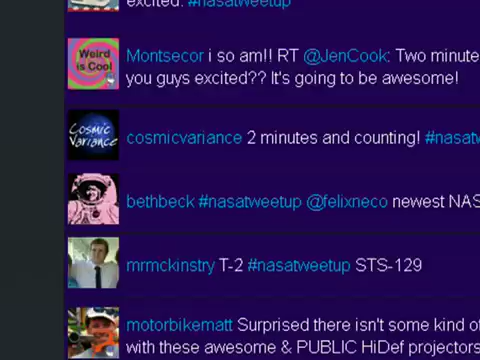 excited. #nasatweetup
Weird
is Cool
Montsecor i so am!! RT @JenCook: Two minute
you guys excited?? It's going to be awesome!
Cosmic
Variance
cosmicvariance 2 minutes and counting! #nasatw
bethbeck #nasatweetup @felixneco newest NAS
mrmckinstry T-2 #nasatweetup STS-129
motorbikematt Surprised there isn't some kind of
with these awesome & PUBLIC HiDef projectors